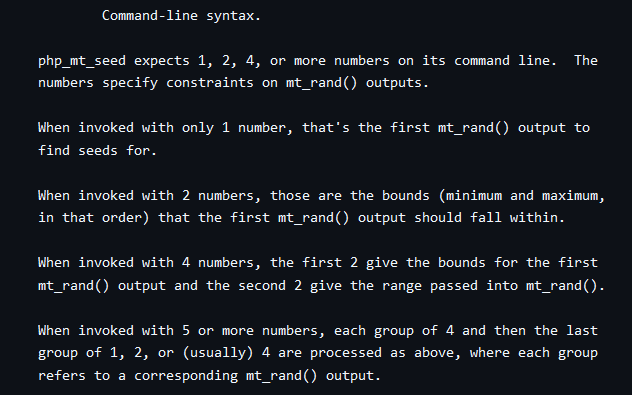 Command-line syntax.
php_mt_seed expects 1, 2, 4, or more numbers on its command line.  The
numbers specify constraints on mt_rand() outputs.
When invoked with only 1 number, that's the first mt_rand() output to
find seeds for.
When invoked with 2 numbers, those are the bounds (minimum and maximum,
in that order) that the first mt_rand() output should fall within.
When invoked with 4 numbers, the first 2 give the bounds for the first
mt_rand() output and the second 2 give the range passed into mt_rand().
When invoked with 5 or more numbers, each group of 4 and then the last
group of 1, 2, or (usually) 4 are processed as above, where each group
refers to a corresponding mt_rand() output.